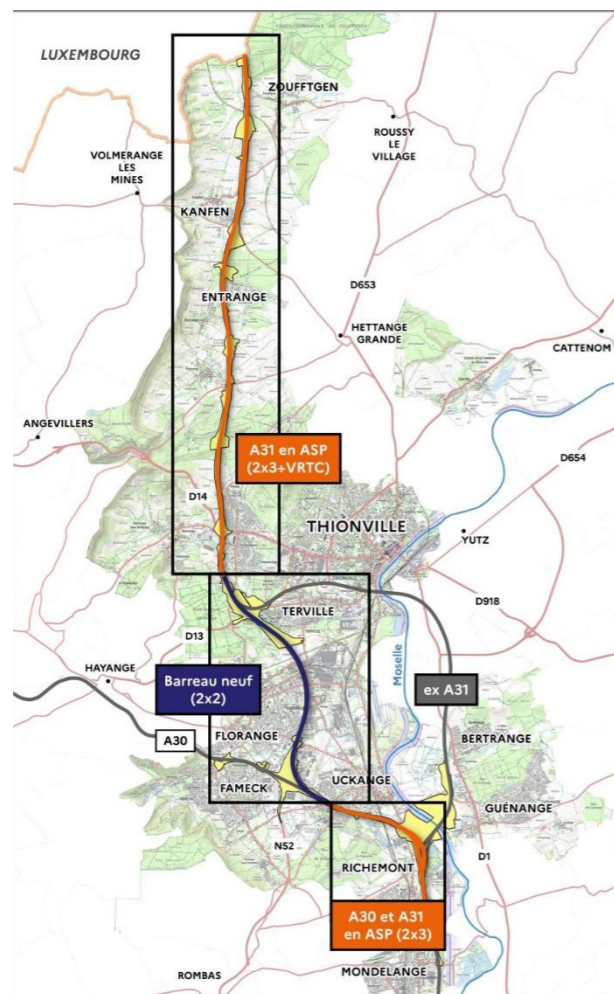 LUXEMBOURG
ZOUFFTGEN
ROUSSY
LE
VILLAGE
VOLMERANGE
LES
MINES
KANFEN
D653
ENTRANGE
HETTANGE
GRANDE
CATTENOM
ANGEVILLERS
A31 en ASP
(2x3+VRTC)
D654
D14
THIONVILLE
YUTZ
TERVILLE
D918
D13
HAYANGE
Barreau neuf
(2x2)
Moselle
ex A31
A30
FLORANGE
BERTRANGE
FAMECK
UCKANGE
GUÉNANGE
N52
RICHEMONT
D1
A30 et A31
en ASP (2x3)
ROMBAS
MONDELANGE